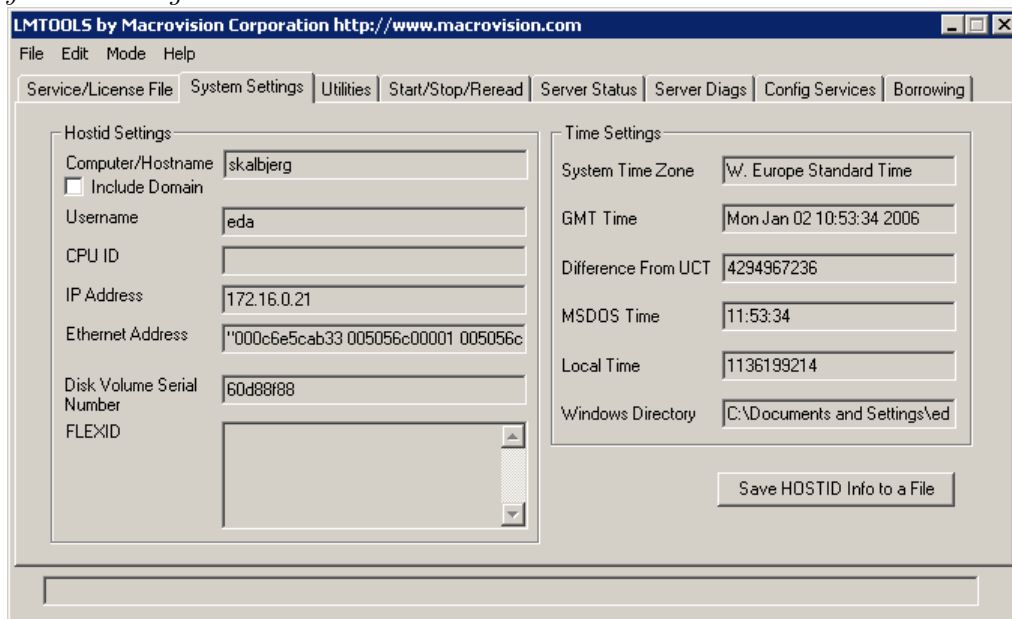 LMTOOLS by Macrovision Corporation http://www.macrovision.com
File Edit Mode Help
Service/License File System Settings Utilities Start/Stop/Reread Server Status Server Diags Config Services Borrowing
Hostid Settings
Computer/Hostname skalbjerg
Include Domain
Username eda
CPU ID
IP Address 172.16.0.21
Ethernet Address "000c6e5cab33 005056c00001 005056c
Disk Volume Serial Number 60d88f88
FLEXID
Time Settings
System Time Zone W. Europe Standard Time
GMT Time Mon Jan 02 10:53:34 2006
Difference From UCT 4294967236
MSDOS Time 11:53:34
Local Time 1136199214
Windows Directory C:\Documents and Settings\ed
Save HOSTID Info to a File